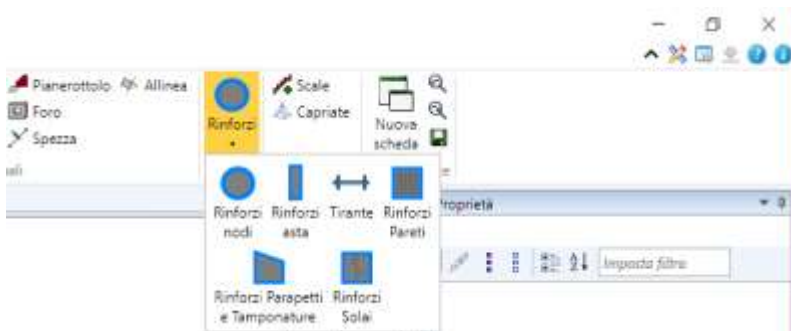 Pianerottolo Allinea
Foro
Spezza
Rinforzi
Scale
Capriate
Nuova
scheda
Rinforzi
nodi
Rinforzi
asta
Tirante
Rinforzi
Pareti
Rinforzi Parapetti
e Tamponature
Rinforzi
Solai
Proprietà
Imposta filtro